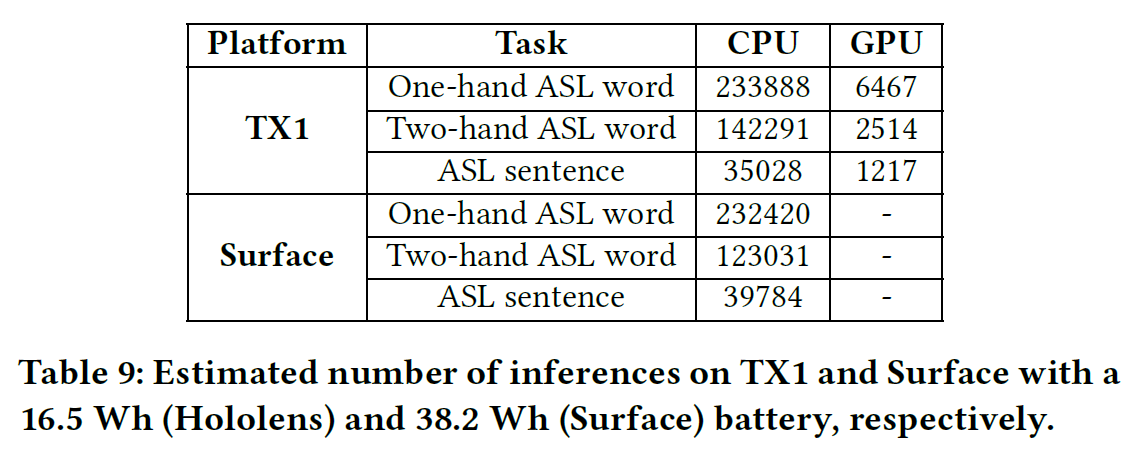 Platform Task CPU GPU
TX1 One-hand ASL word 233888 6467
Two-hand ASL word 142291 2514
ASL sentence 35028 1217
Surface One-hand ASL word 232420 -
Two-hand ASL word 123031 -
ASL sentence 39784 -
Table 9: Estimated number of inferences on TX1 and Surface with a
16.5 Wh (Hololens) and 38.2 Wh (Surface) battery, respectively.